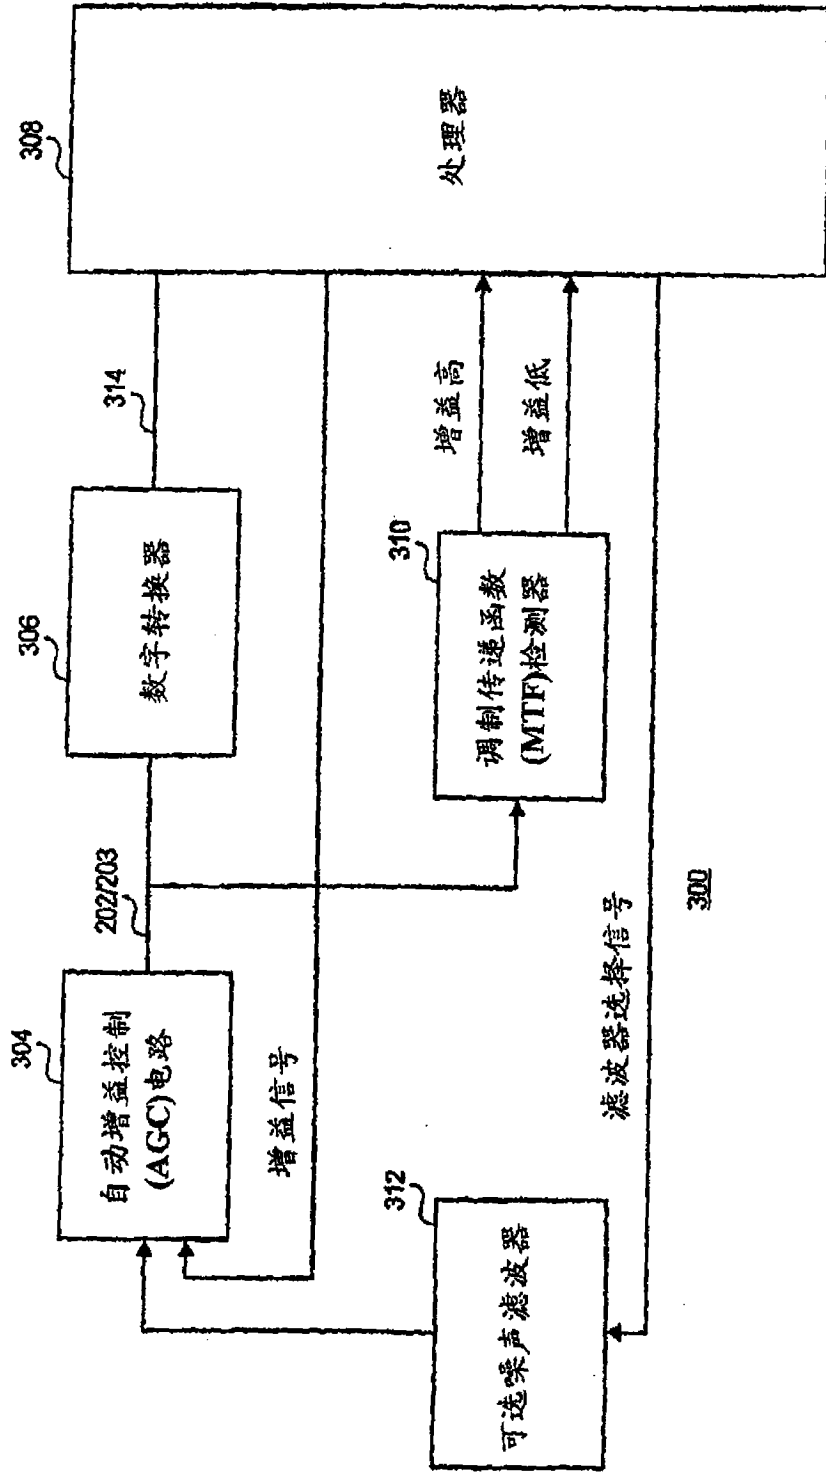 304
自动增益控制
(AGC)电路
202/203
306
数字转换器
314
308
处理器
增益信号
增益高
增益低
310
调制传递函数
(MTF)检测器
312
可选噪声滤波器
滤波器选择信号
300